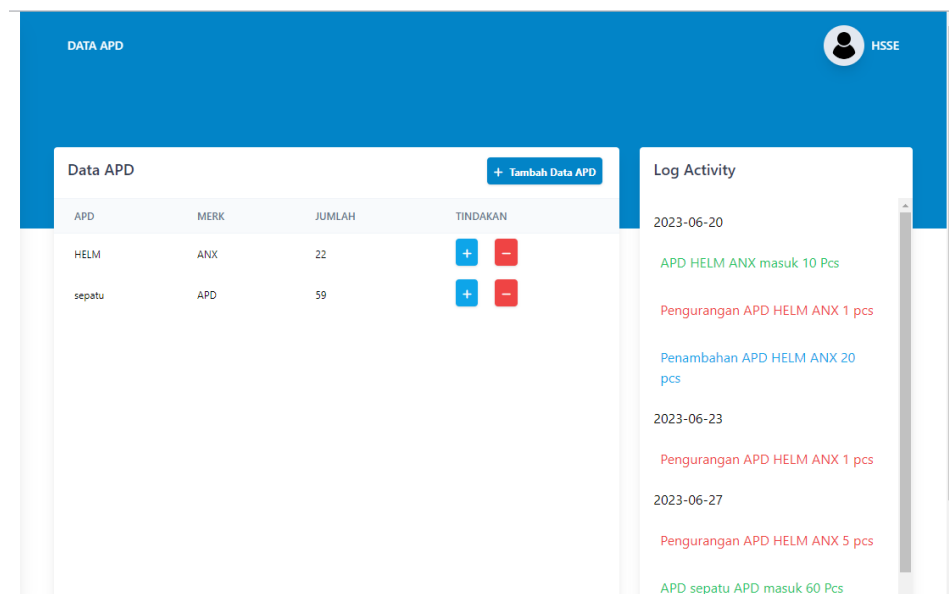 DATA APD
HSSE
Data APD
+ Tambah Data APD
APD MERK JUMLAH TINDAKAN
HELM ANX 22 + −
sepatu APD 59 + −
Log Activity
2023-06-20
APD HELM ANX masuk 10 Pcs
Pengurangan APD HELM ANX 1 pcs
Penambahan APD HELM ANX 20
pcs
2023-06-23
Pengurangan APD HELM ANX 1 pcs
2023-06-27
Pengurangan APD HELM ANX 5 pcs
APD sepatu APD masuk 60 Pcs